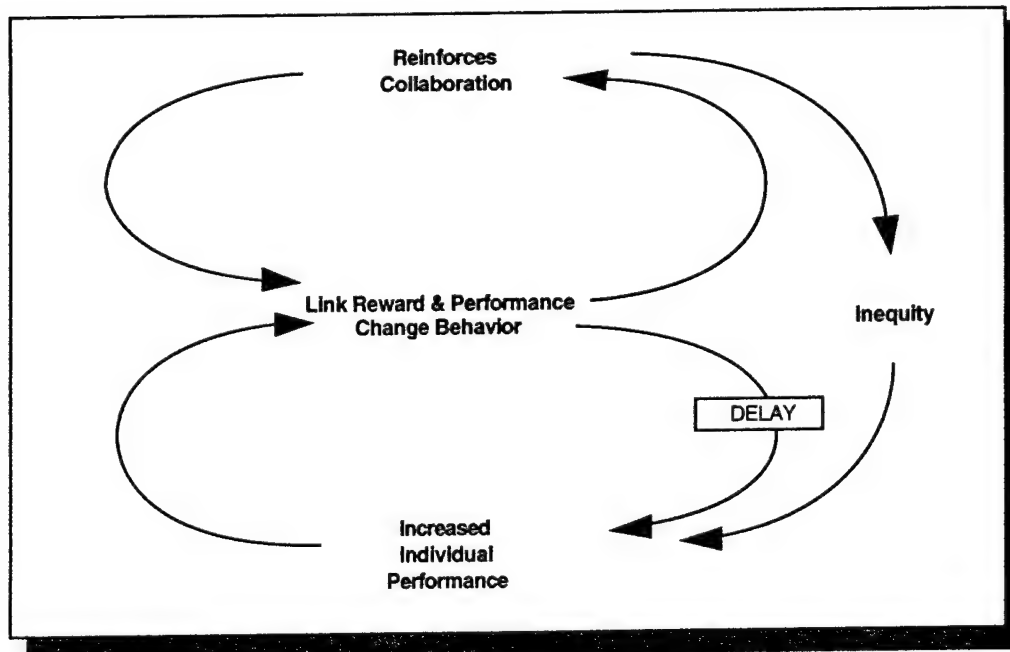 Reinforces
Collaboration
Link Reward & Performance
Change Behavior
Inequity
DELAY
Increased
Individual
Performance